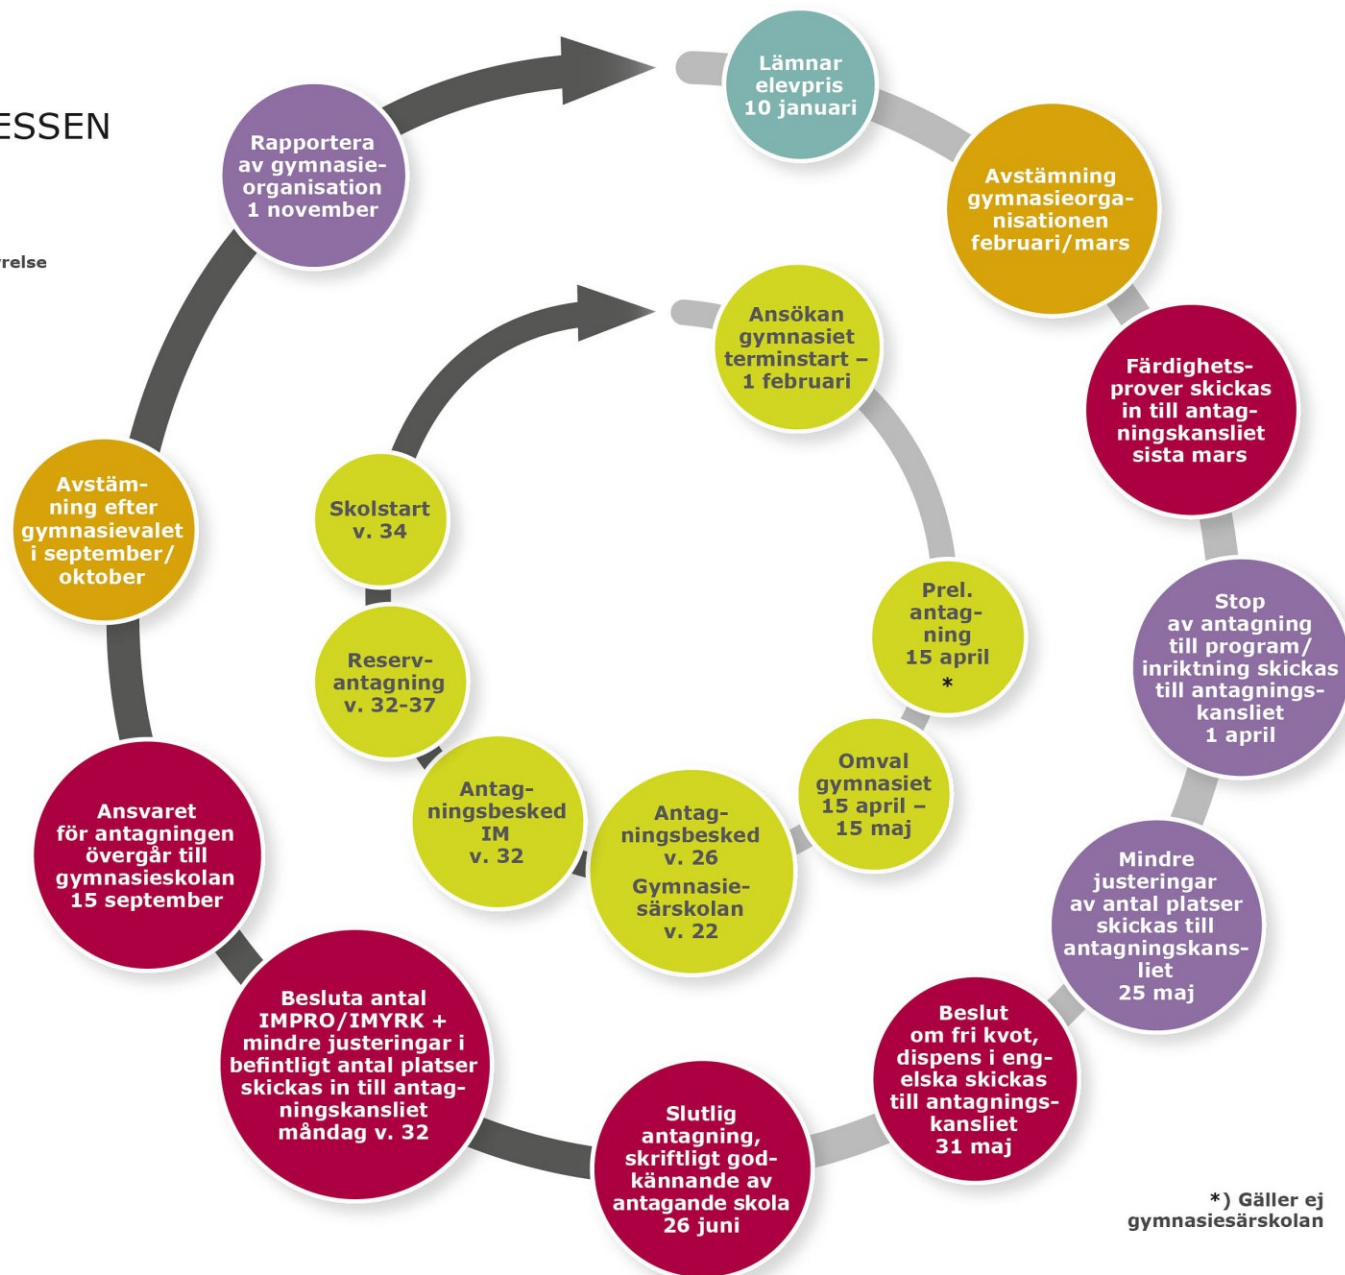 ESSEN
relse
Lämnar
elevpris
10 januari
Avstämning
gymnasieorga-
nisationen
februari/mars
Färdighets-
prover skickas
in till antag-
ningskansliet
sista mars
Stop
av antagning
till program/
inriktning skickas
till antagnings-
kansliet
1 april
Mindre
justeringar
av antal platser
skickas till
antagningskans-
liet
25 maj
Beslut
om fri kvot,
dispens i eng-
elska skickas
till antagnings-
kansliet
31 maj
Slutlig
antagning,
skriftligt god-
kännande av
antagande skola
26 juni
Besluta antal
IMPRO/IMYRK +
mindre justeringar i
befintligt antal platser
skickas in till antag-
ningskansliet
måndag v. 32
Ansvaret
för antagningen
övergår till
gymnasieskolan
15 september
Avstäm-
ning efter
gymnasievalet
i september/
oktober
Rapportera
av gymnasie-
organisation
1 november
Ansökan
gymnasiet
terminstart –
1 februari
Prel.
antag-
ning
15 april
*
Omval
gymnasiet
15 april –
15 maj
Antag-
ningsbesked
v. 26
Gymnasie-
särskolan
v. 22
Antag-
ningsbesked
IM
v. 32
Reserv-
antagning
v. 32-37
Skolstart
v. 34
*) Gäller ej
gymnasiesärskolan